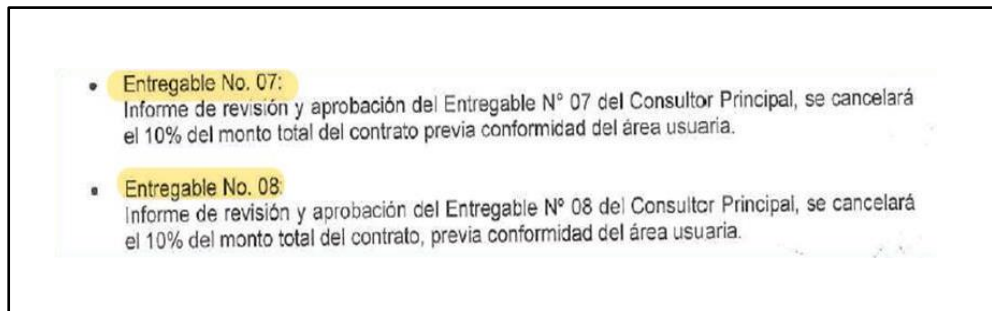 • Entregable No. 07:
Informe de revisión y aprobación del Entregable N° 07 del Consultor Principal, se cancelará
el 10% del monto total del contrato previa conformidad del área usuaria.
• Entregable No. 08:
Informe de revisión y aprobación del Entregable N° 08 del Consultor Principal, se cancelará
el 10% del monto total del contrato, previa conformidad del área usuaria.